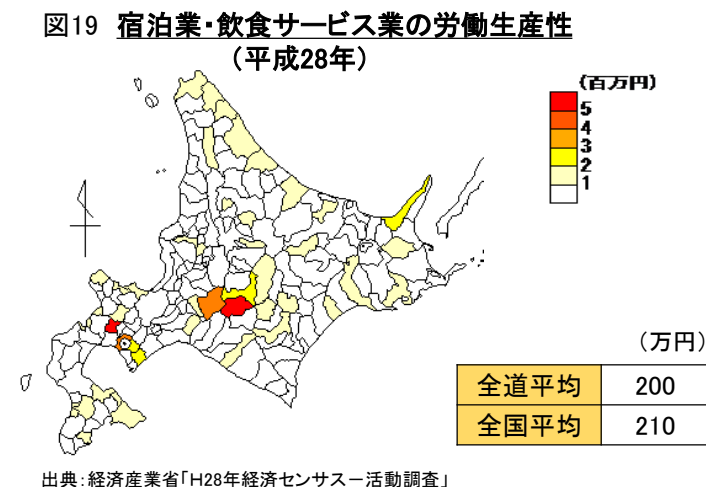 図19 宿泊業・飲食サービス業の労働生産性
（平成28年）
（百万円）
5
4
3
2
1
（万円）
全道平均 200
全国平均 210
出典：経済産業省「H28年経済センサス－活動調査」